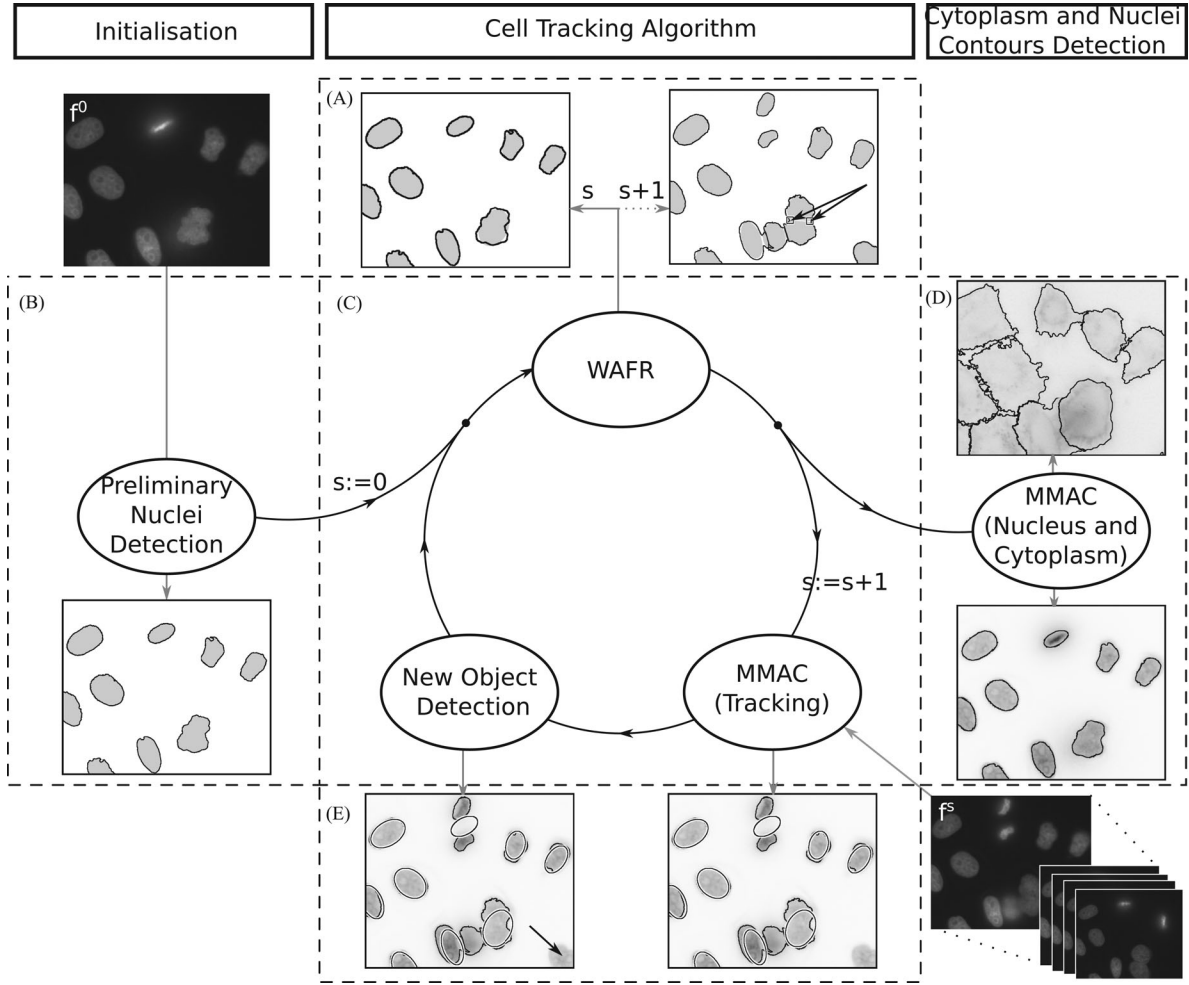 Initialisation
Cell Tracking Algorithm
Cytoplasm and Nuclei
Contours Detection
f⁰
(A)
s
s+1
(B)
(C)
(D)
WAFR
Preliminary
Nuclei
Detection
s:=0
MMAC
(Nucleus and
Cytoplasm)
s:=s+1
New Object
Detection
MMAC
(Tracking)
(E)
fˢ